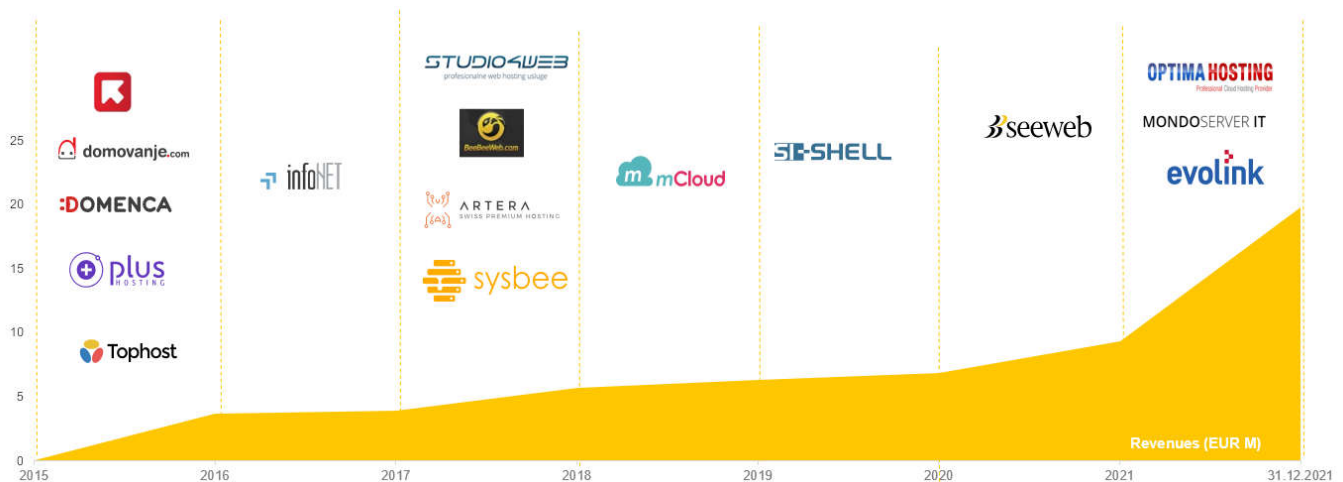 domovanje.com
:DOMENCA
plus
HOSTING
Tophost
infoNET
STUDIO4WEB
profesionalne web hosting usluge
BeeBeeWeb.com
ARTERA
SWISS PREMIUM HOSTING
sysbee
m mCloud
SE-SHELL
seeweb
OPTIMA HOSTING
Professional Cloud Hosting Provider
MONDOSERVER IT
evolink
25
20
15
10
5
0
Revenues (EUR M)
2015 2016 2017 2018 2019 2020 2021 31.12.2021